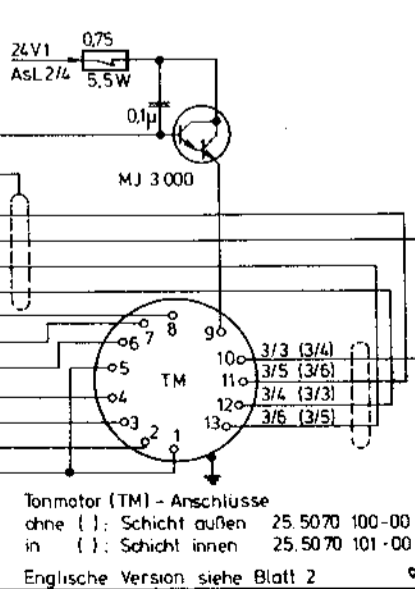 24V1
0,75
AsL2/4
5,5W
0,1µ
MJ 3000
8
7
9
6
10
3/3 (3/4)
5
TM
11
3/5 (3/6)
4
12
3/4 (3/3)
3
13
3/6 (3/5)
2
1
Tonmotor (TM) - Anschlüsse
ohne ( ): Schicht außen 25.5070 100-00
in ( ): Schicht innen 25.5070 101-00
Englische Version siehe Blatt 2